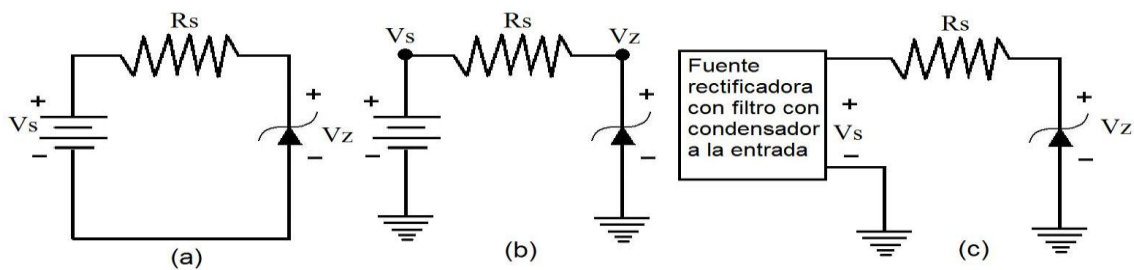 Rs
+
Vs
−
+
Vz
−
(a)
Vs
Rs
Vz
+
−
+
−
(b)
Fuente
rectificadora
con filtro con
condensador
a la entrada
+
Vs
−
Rs
+
Vz
−
(c)